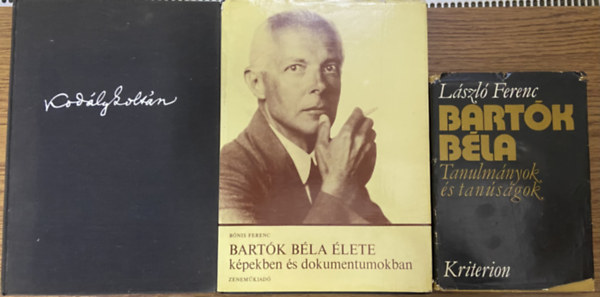 Kodály Zoltán
BÓNIS FERENC
BARTÓK BÉLA ÉLETE
képekben és dokumentumokban
ZENEMŰKIADÓ
László Ferenc
BARTÓK
BÉLA
Tanulmányok
és tanúságok
Kriterion